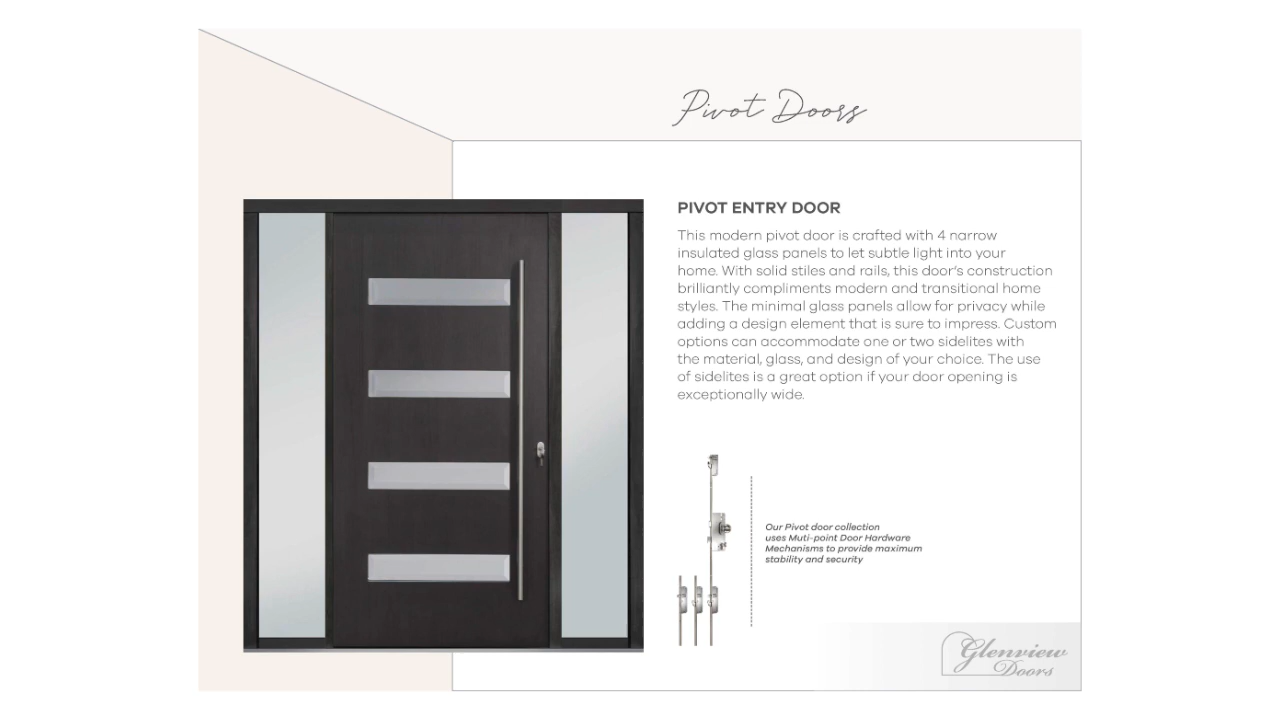 Pivot Doors
PIVOT ENTRY DOOR
This modern pivot door is crafted with 4 narrow
insulated glass panels to let subtle light into your
home. With solid stiles and rails, this door's construction
brilliantly compliments modern and transitional home
styles. The minimal glass panels allow for privacy while
adding a design element that is sure to impress. Custom
options can accommodate one or two sidelites with
the material, glass, and design of your choice. The use
of sidelites is a great option if your door opening is
exceptionally wide.
Our Pivot door collection
uses Muti-point Door Hardware
Mechanisms to provide maximum
stability and security
Glenview
Doors